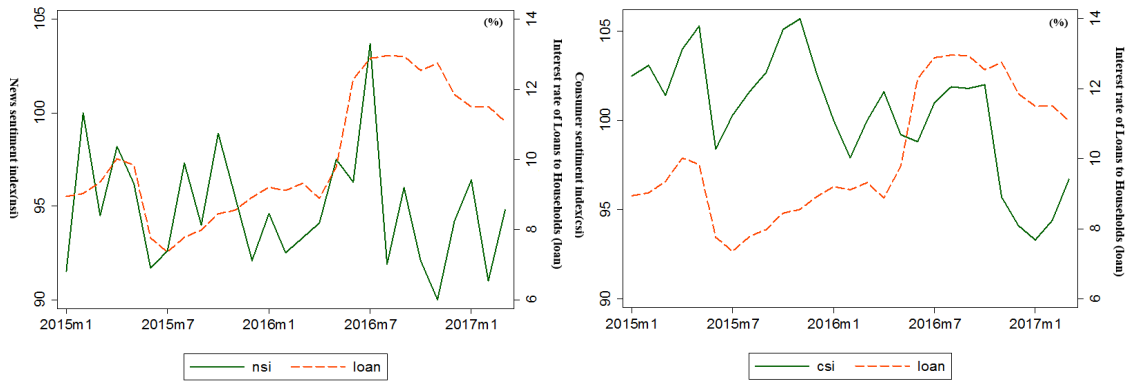 105
100
95
90
News sentiment index(nsi)
(%)
14
12
10
8
6
Interest rate of Loans to Households (loan)
2015m1
2015m7
2016m1
2016m7
2017m1
nsi
loan
105
100
95
90
Consumer sentiment index(csi)
(%)
14
12
10
8
6
Interest rate of Loans to Households (loan)
2015m1
2015m7
2016m1
2016m7
2017m1
csi
loan